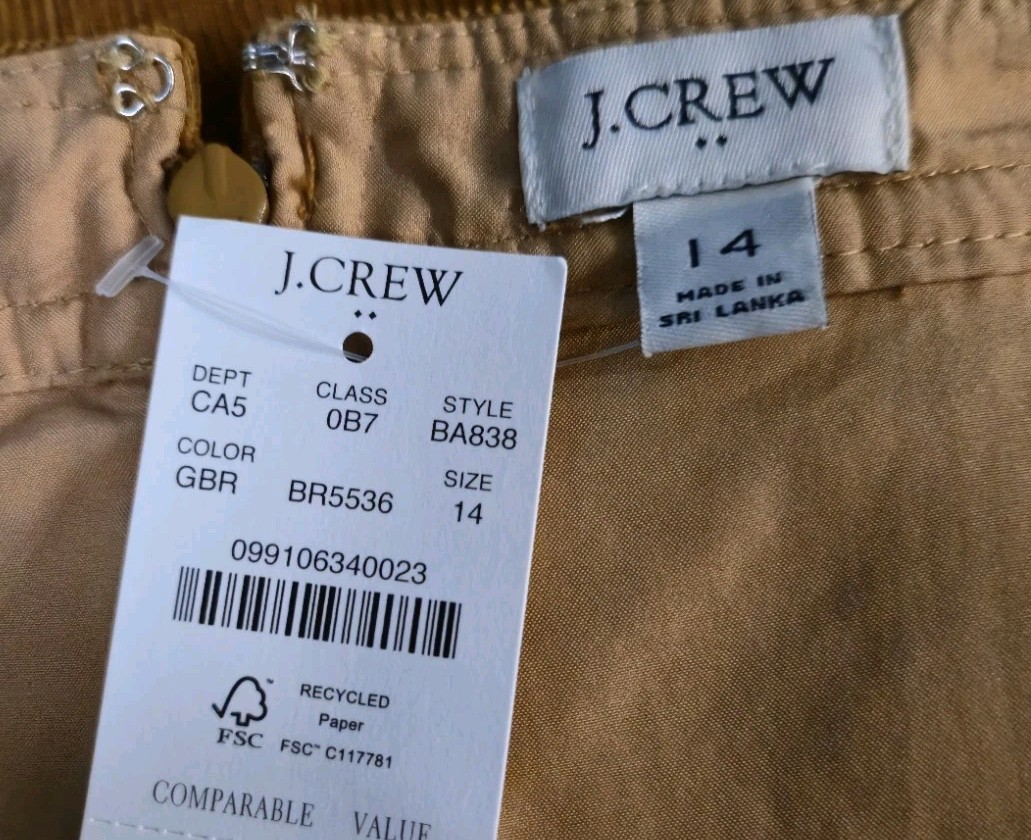 J.CREW
14
MADE IN
SRI LANKA
J.CREW
DEPT CLASS STYLE
CA5 0B7 BA838
COLOR SIZE
GBR BR5536 14
099106340023
FSC™
RECYCLED
Paper
FSC™ C117781
COMPARABLE VALUE